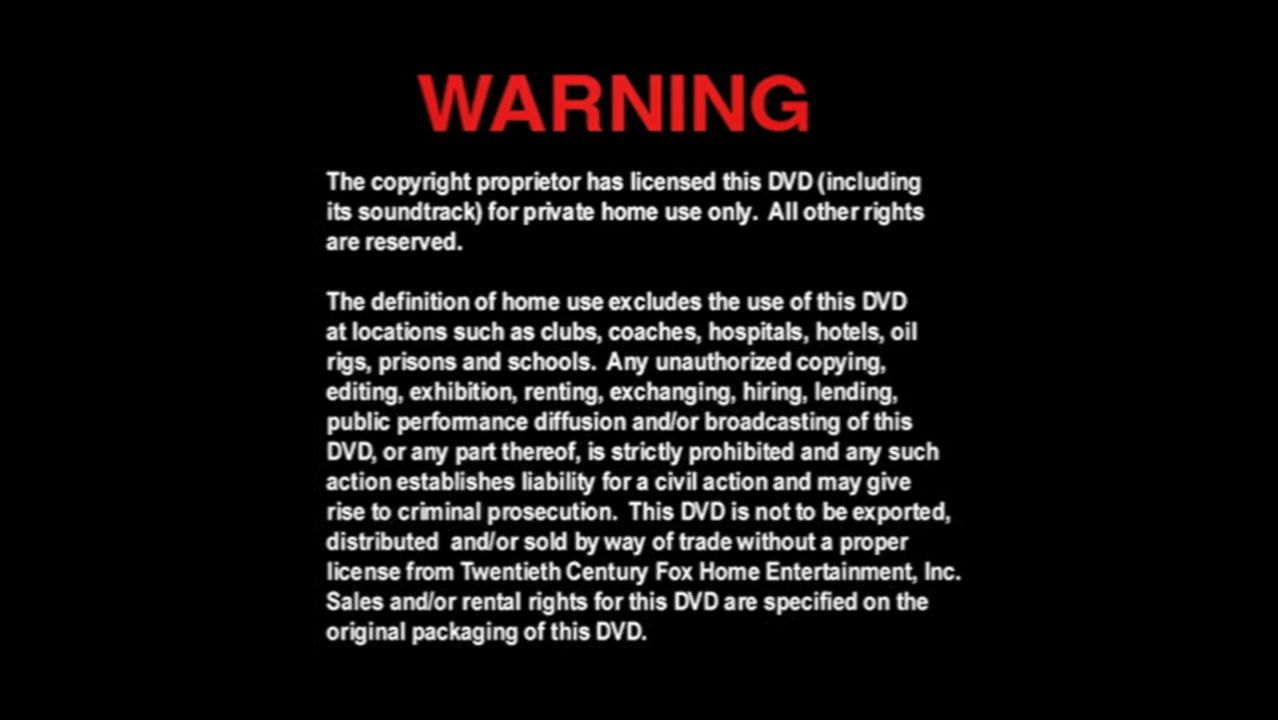 WARNING
The copyright proprietor has licensed this DVD (including
its soundtrack) for private home use only.  All other rights
are reserved.
The definition of home use excludes the use of this DVD
at locations such as clubs, coaches, hospitals, hotels, oil
rigs, prisons and schools.  Any unauthorized copying,
editing, exhibition, renting, exchanging, hiring, lending,
public performance diffusion and/or broadcasting of this
DVD, or any part thereof, is strictly prohibited and any such
action establishes liability for a civil action and may give
rise to criminal prosecution.  This DVD is not to be exported,
distributed  and/or sold by way of trade without a proper
license from Twentieth Century Fox Home Entertainment, Inc.
Sales and/or rental rights for this DVD are specified on the
original packaging of this DVD.